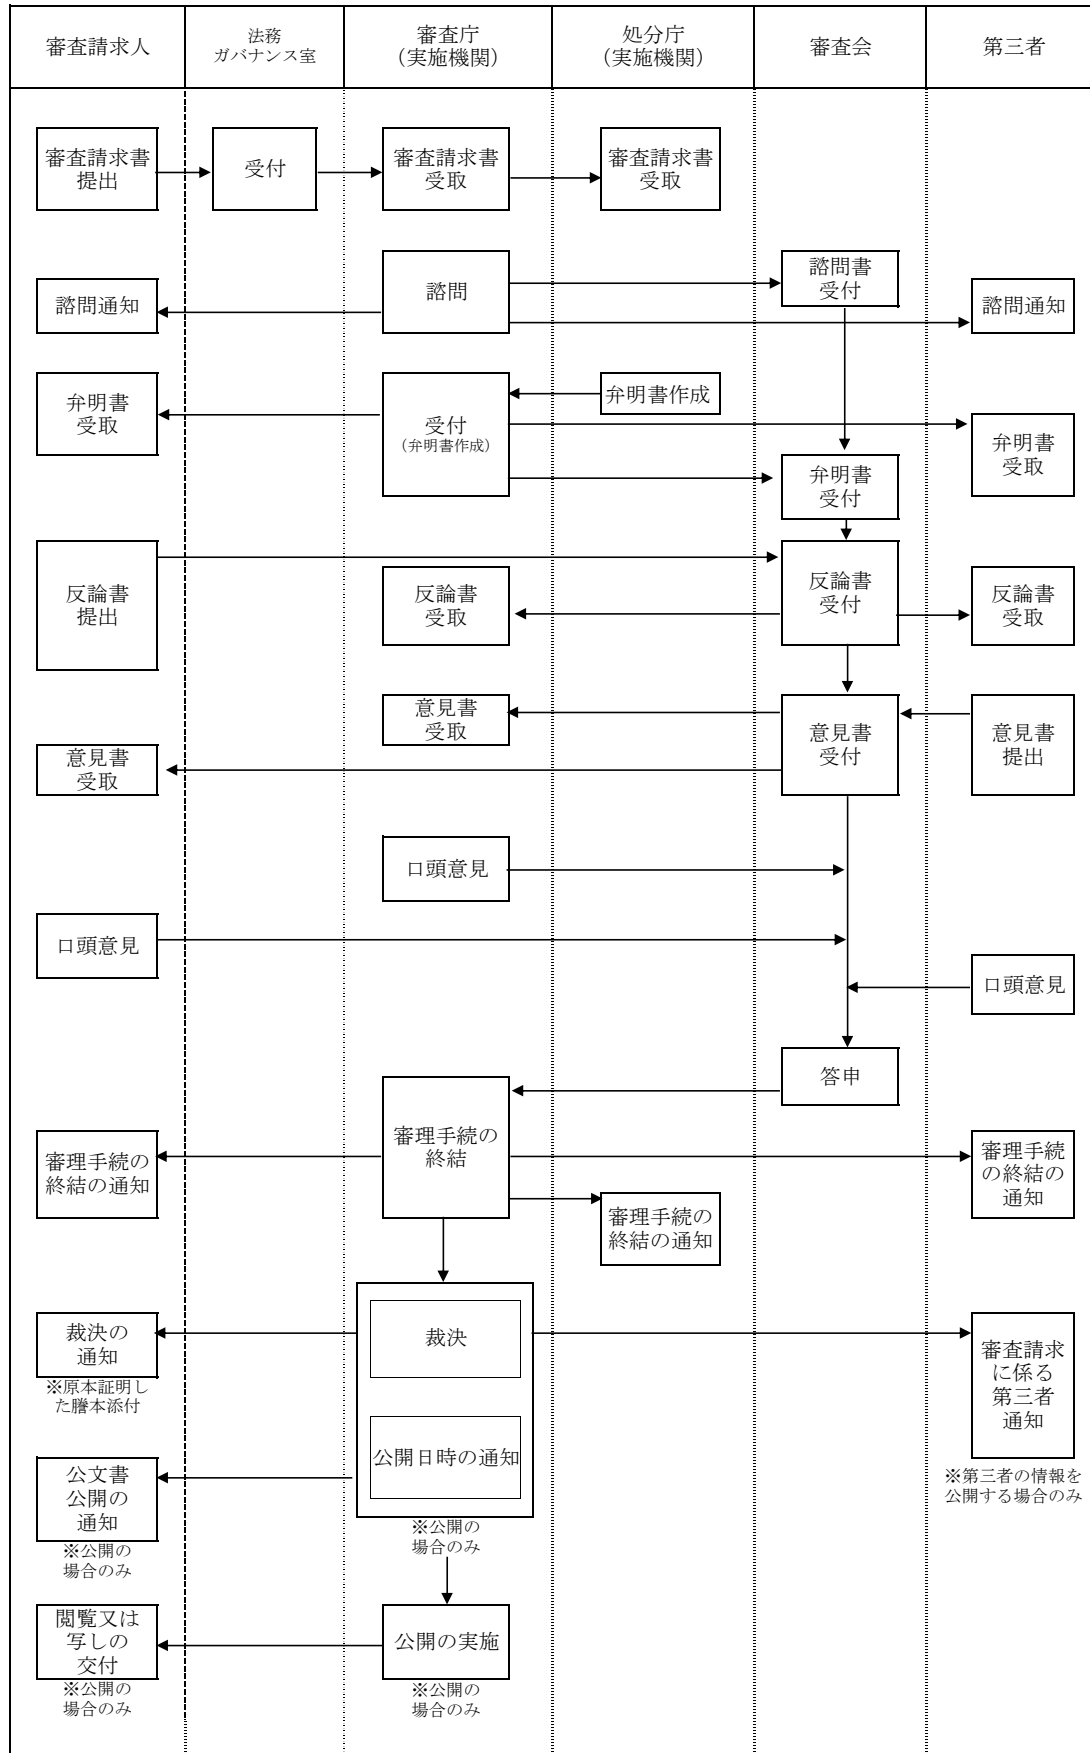 審査請求人
法務
ガバナンス室
審査庁
（実施機関）
処分庁
（実施機関）
審査会
第三者
審査請求書
提出
受付
審査請求書
受取
審査請求書
受取
諮問
諮問書
受付
諮問通知
諮問通知
弁明書
受取
受付
（弁明書作成）
弁明書作成
弁明書
受取
弁明書
受付
反論書
提出
反論書
受取
反論書
受付
反論書
受取
意見書
受取
意見書
受付
意見書
提出
意見書
受取
口頭意見
口頭意見
口頭意見
答申
審理手続の
終結
審理手続の
終結の通知
審理手続
の終結の
通知
審理手続の
終結の通知
裁決の
通知
※原本証明し
た謄本添付
裁決
審査請求
に係る
第三者
通知
※第三者の情報を
公開する場合のみ
公開日時の通知
※公開の
場合のみ
公文書
公開の
通知
※公開の
場合のみ
閲覧又は
写しの
交付
※公開の
場合のみ
公開の実施
※公開の
場合のみ